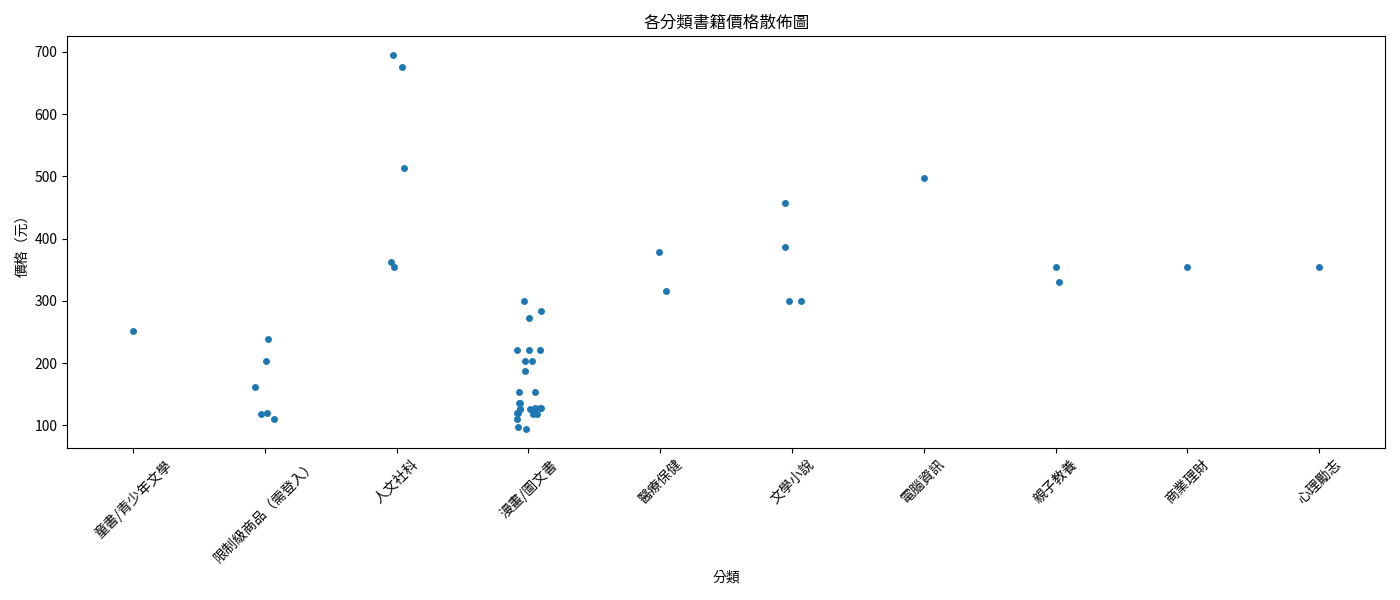 各分類書籍價格散佈圖
價格（元）
700
600
500
400
300
200
100
童書/青少年文學
限制級商品（需登入）
人文社科
漫畫/圖文書
醫療保健
文學小說
電腦資訊
親子教養
商業理財
心理勵志
分類